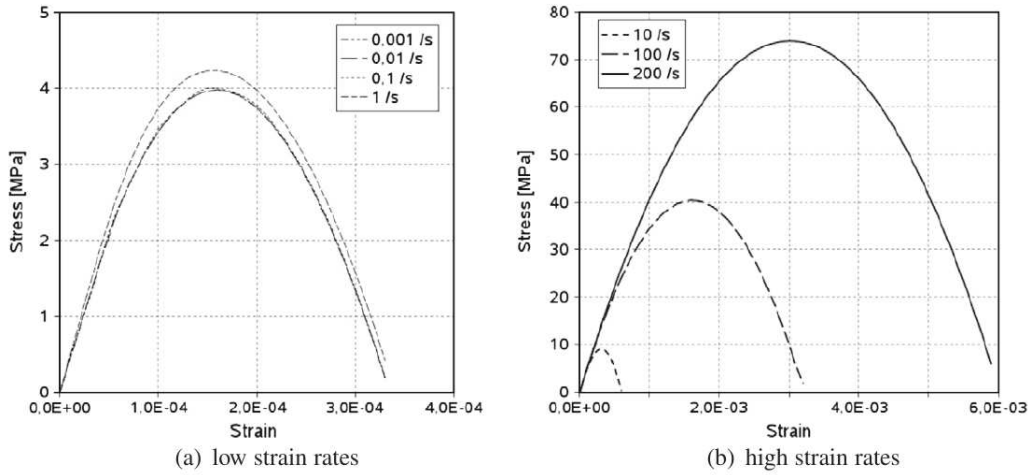 5
4
3
2
1
0
Stress [MPa]
0.001 /s
0.01 /s
0.1 /s
1 /s
0,0E+00
1,0E-04
2,0E-04
3,0E-04
4,0E-04
Strain
(a) low strain rates
80
70
60
50
40
30
20
10
0
Stress [MPa]
10 /s
100 /s
200 /s
0,0E+00
2,0E-03
4,0E-03
6,0E-03
Strain
(b) high strain rates